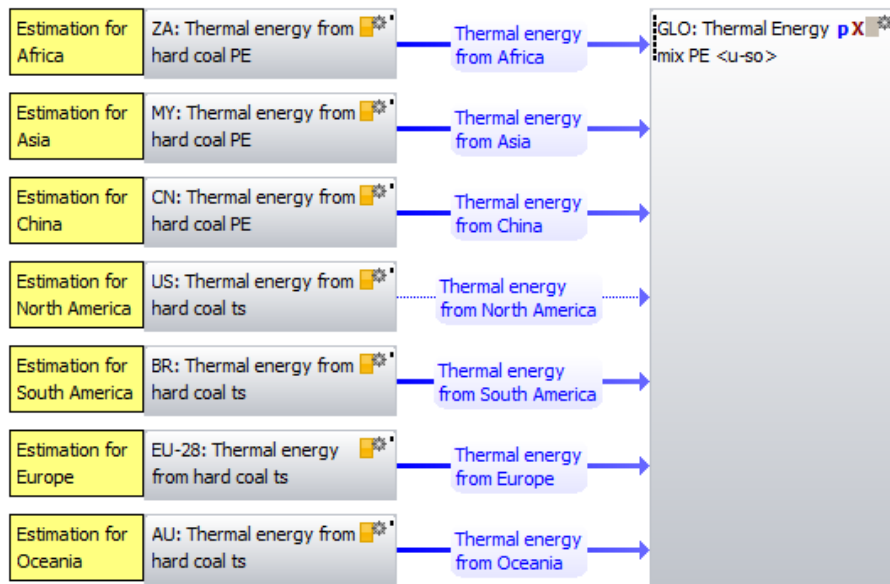 Estimation for
Africa
ZA: Thermal energy from
hard coal PE
Thermal energy
from Africa
GLO: Thermal Energy pX
mix PE <u-so>
Estimation for
Asia
MY: Thermal energy from
hard coal PE
Thermal energy
from Asia
Estimation for
China
CN: Thermal energy from
hard coal PE
Thermal energy
from China
Estimation for
North America
US: Thermal energy from
hard coal ts
Thermal energy
from North America
Estimation for
South America
BR: Thermal energy from
hard coal ts
Thermal energy
from South America
Estimation for
Europe
EU-28: Thermal energy
from hard coal ts
Thermal energy
from Europe
Estimation for
Oceania
AU: Thermal energy from
hard coal ts
Thermal energy
from Oceania